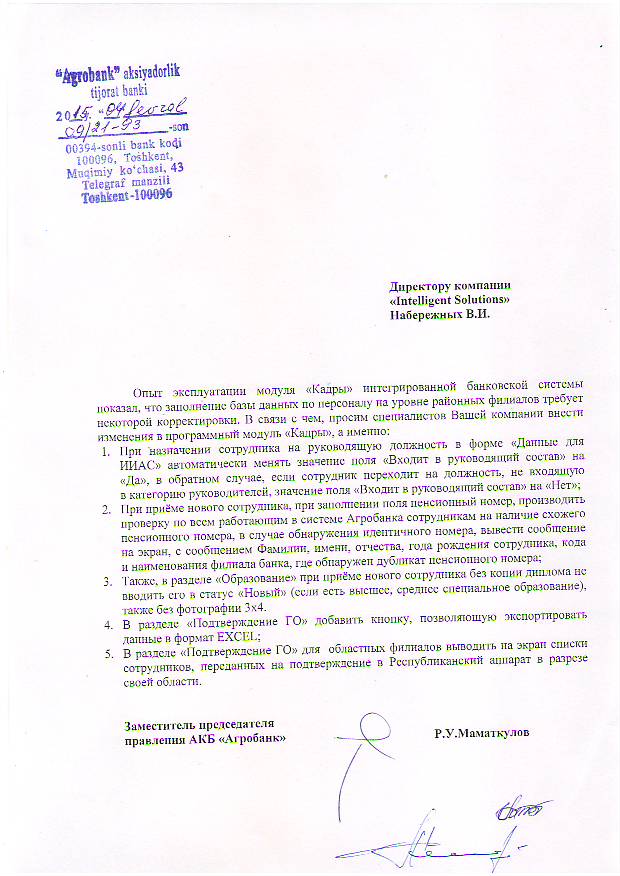 “Agrobank” aksiyadorlik
tijorat banki
2015. “04” fevral
09/21-93 -son
00394-sonli bank kodi
100096, Toshkent,
Muqimiy ko‘chasi, 43
Telegraf manzili
Toshkent-100096
Директору компании
«Intelligent Solutions»
Набережных В.И.
Опыт эксплуатации модуля «Кадры» интегрированной банковской системы
показал, что заполнение базы данных по персоналу на уровне районных филиалов требует
некоторой корректировки. В связи с чем, просим специалистов Вашей компании внести
изменения в программный модуль «Кадры», а именно:
1. При назначении сотрудника на руководящую должность в форме «Данные для
ИИАС» автоматически менять значение поля «Входит в руководящий состав» на
«Да», в обратном случае, если сотрудник переходит на должность, не входящую
в категорию руководителей, значение поля «Входит в руководящий состав» на «Нет»;
2. При приёме нового сотрудника, при заполнении поля пенсионный номер, производить
проверку по всем работающим в системе Агробанка сотрудникам на наличие схожего
пенсионного номера, в случае обнаружения идентичного номера, вывести сообщение
на экран, с сообщением Фамилии, имени, отчества, года рождения сотрудника, кода
и наименования филиала банка, где обнаружен дубликат пенсионного номера;
3. Также, в разделе «Образование» при приёме нового сотрудника без копии диплома не
вводить его в статус «Новый» (если есть высшее, среднее специальное образование),
также без фотографии 3х4.
4. В разделе «Подтверждение ГО» добавить кнопку, позволяющую экспортировать
данные в формат EXCEL;
5. В разделе «Подтверждение ГО» для областных филиалов выводить на экран списки
сотрудников, переданных на подтверждение в Республиканский аппарат в разрезе
своей области.
Заместитель председателя
правления АКБ «Агробанк»
Р.У.Маматкулов